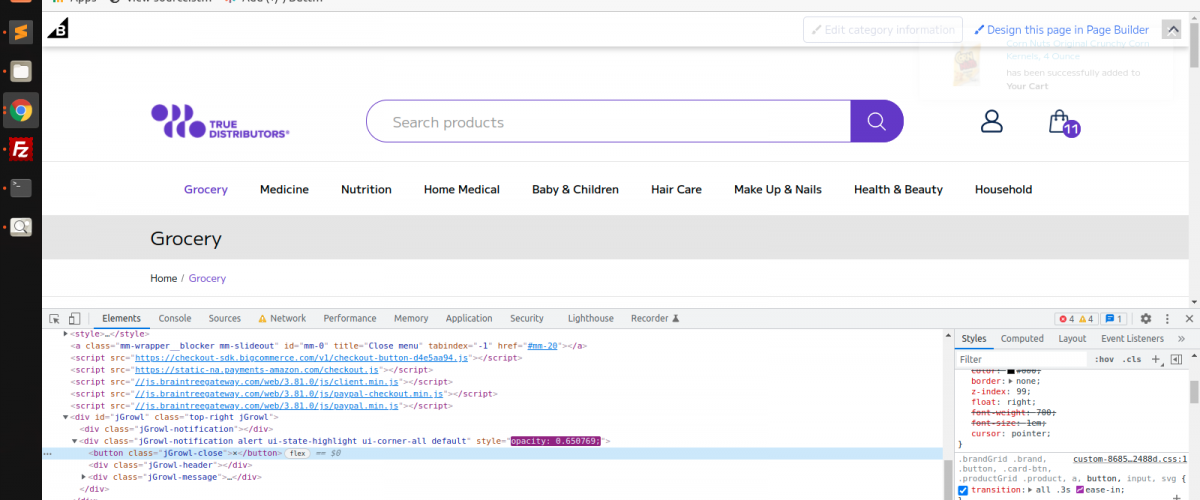 Apps View-source.stm Add (+) Buttin
Edit category information Design this page in Page Builder
Corn Nuts Original Crunchy Corn
Kernels, 4 Ounce
has been successfully added to
Your Cart
TRUE
DISTRIBUTORS®
Search products
11
Grocery Medicine Nutrition Home Medical Baby & Children Hair Care Make Up & Nails Health & Beauty Household
Grocery
Home / Grocery
Elements Console Sources Network Performance Memory Application Security Lighthouse Recorder 4 4 1
<style>…</style>
<a class="mm-wrapper__blocker mm-slideout" id="mm-0" title="Close menu" tabindex="-1" href="#mm-20"></a>
<script src="https://checkout-sdk.bigcommerce.com/v1/checkout-button-d4e5aa94.js"></script>
<script src="https://static-na.payments-amazon.com/checkout.js"></script>
<script src="//js.braintreegateway.com/web/3.81.0/js/client.min.js"></script>
<script src="//js.braintreegateway.com/web/3.81.0/js/paypal-checkout.min.js"></script>
<script src="//js.braintreegateway.com/web/3.81.0/js/paypal.min.js"></script>
<div id="jGrowl" class="top-right jGrowl">
<div class="jGrowl-notification"></div>
<div class="jGrowl-notification alert ui-state-highlight ui-corner-all default" style="opacity: 0.650769;">
… <button class="jGrowl-close">×</button> flex == $0
<div class="jGrowl-header"></div>
<div class="jGrowl-message">…</div>
</div>
Styles Computed Layout Event Listeners »
Filter :hov .cls +
color: #000;
border: none;
z-index: 99;
float: right;
font-weight: 700;
font-size: 1em;
cursor: pointer;
}
.brandGrid .brand, custom-8685…2488d.css:1
.button, .card-btn,
.productGrid .product, a, button, input, svg {
transition: all .3s ease-in;